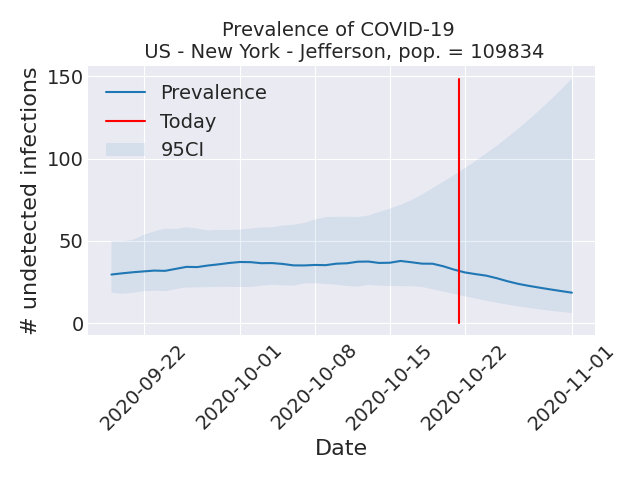 Prevalence of COVID-19
US - New York - Jefferson, pop. = 109834
# undetected infections
150
100
50
0
Prevalence
Today
95CI
2020-09-22
2020-10-01
2020-10-08
2020-10-15
2020-10-22
2020-11-01
Date